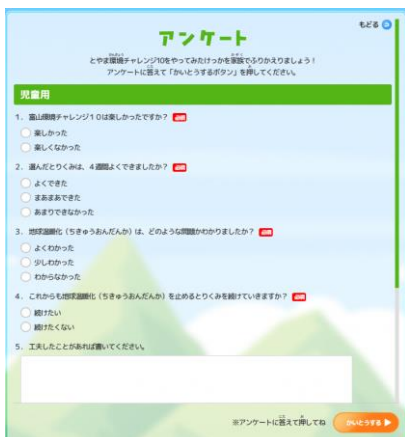 もどる
アンケート
とやま環境チャレンジ10をやってみたけっかを家族でふりかえりましょう！
アンケートに答えて「かいとうするボタン」を押してください。
児童用
1. 富山環境チャレンジ１０は楽しかったですか？ 必須
楽しかった
楽しくなかった
2. 選んだとりくみは、４週間よくできましたか？ 必須
よくできた
まあまあできた
あまりできなかった
3. 地球温暖化（ちきゅうおんだんか）は、どのような問題かわかりましたか？ 必須
よくわかった
少しわかった
わからなかった
4. これからも地球温暖化（ちきゅうおんだんか）を止めるとりくみを続けていきますか？ 必須
続けたい
続けたくない
5. 工夫したことがあれば書いてください。
※アンケートに答えて押してね
かいとうする